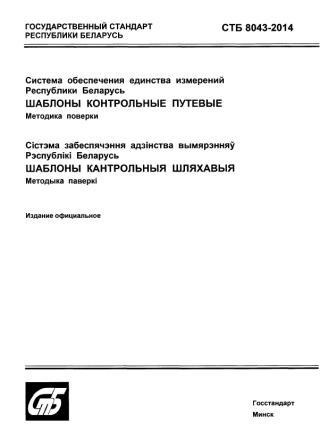 ГОСУДАРСТВЕННЫЙ СТАНДАРТ
РЕСПУБЛИКИ БЕЛАРУСЬ
СТБ 8043-2014
Система обеспечения единства измерений
Республики Беларусь
ШАБЛОНЫ КОНТРОЛЬНЫЕ ПУТЕВЫЕ
Методика поверки
Сістэма забеспячэння адзінства вымярэнняў
Рэспублікі Беларусь
ШАБЛОНЫ КАНТРОЛЬНЫЯ ШЛЯХАВЫЯ
Методыка паверкі
Издание официальное
СТБ
Госстандарт
Минск